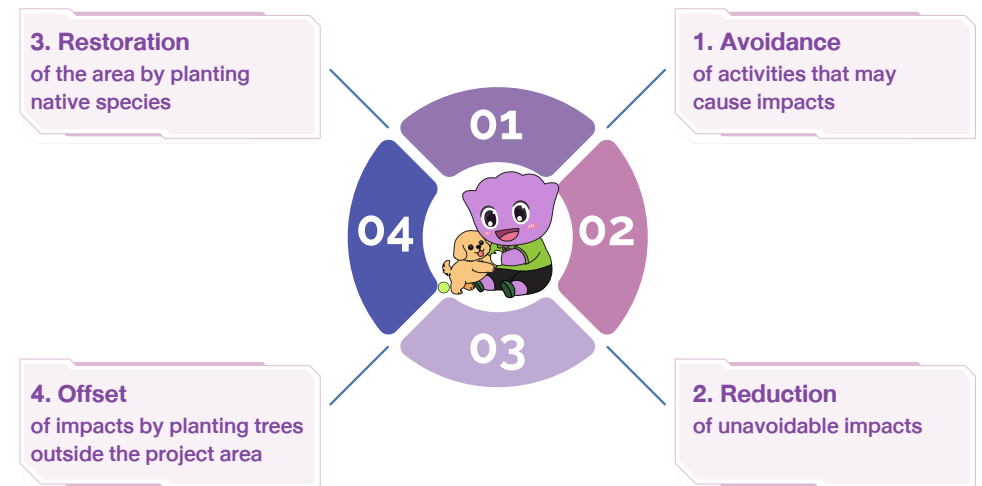 3. Restoration
of the area by planting
native species
1. Avoidance
of activities that may
cause impacts
01
02
03
04
4. Offset
of impacts by planting trees
outside the project area
2. Reduction
of unavoidable impacts